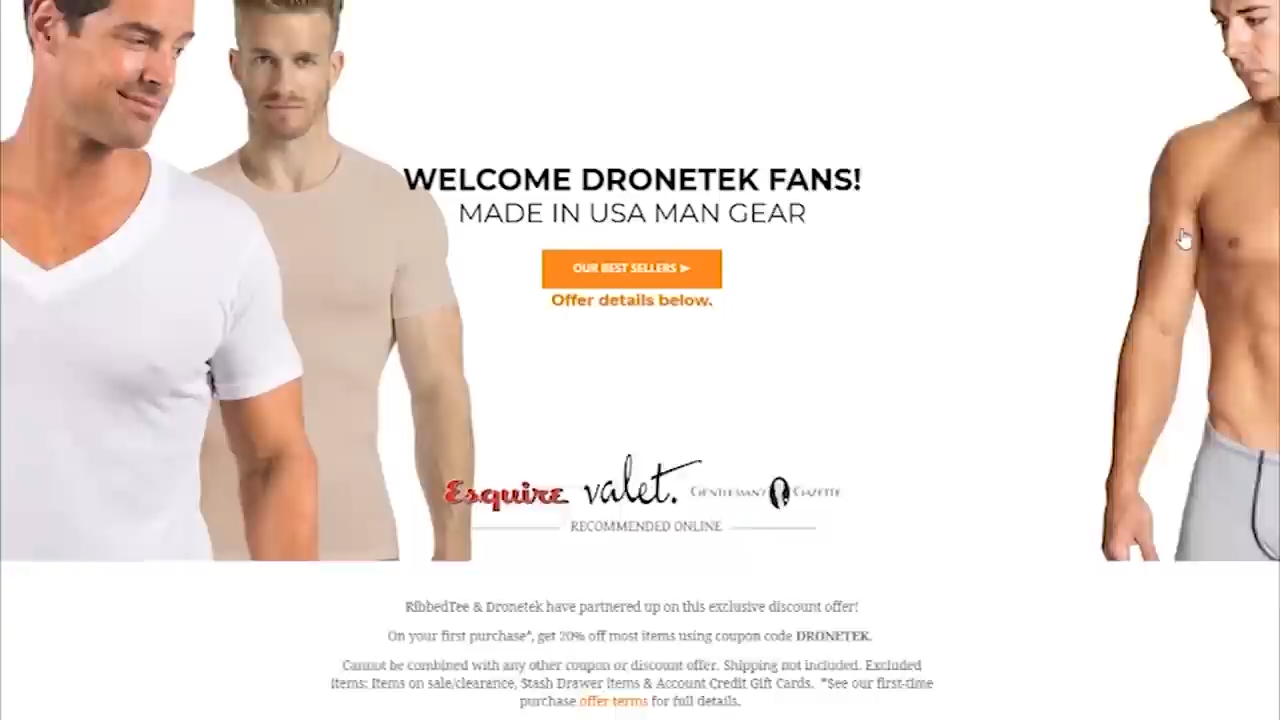 WELCOME DRONETEK FANS!
MADE IN USA MAN GEAR
OUR BEST SELLERS ►
Offer details below.
Esquire valet. GENTLEMAN'S GAZETTE
RECOMMENDED ONLINE
RibbedTee & Dronetek have partnered up on this exclusive discount offer!
On your first purchase*, get 20% off most items using coupon code DRONETEK.
Cannot be combined with any other coupon or discount offer. Shipping not included. Excluded
items: Items on sale/clearance, Stash Drawer items & Account Credit Gift Cards. *See our first-time
purchase offer terms for full details.